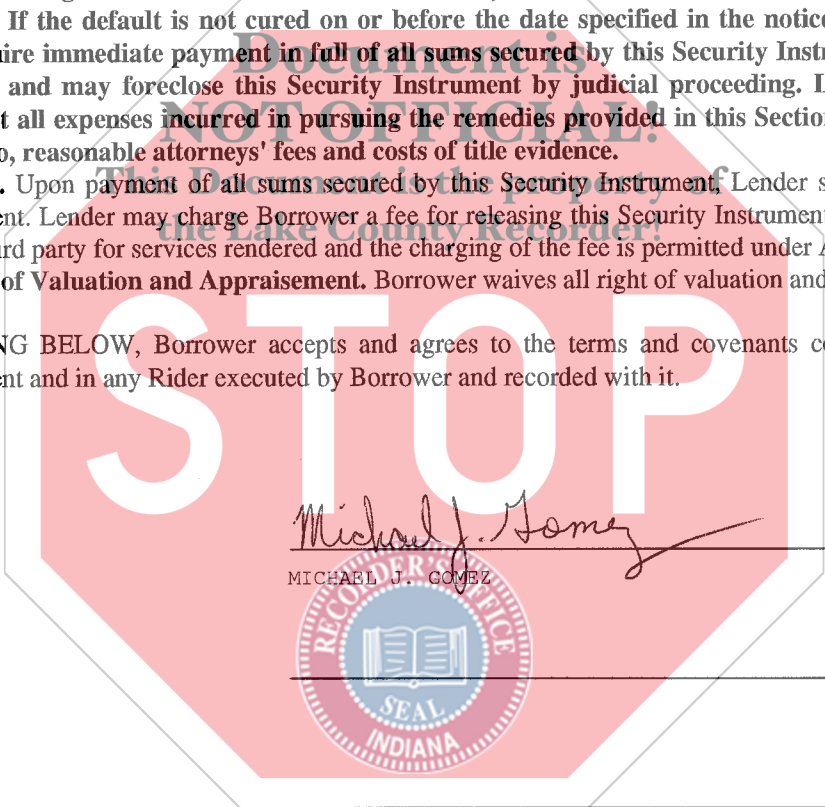 If the default is not cured on or before the date specified in the notice
ire immediate payment in full of all sums secured by this Security Inst
and may foreclose this Security Instrument by judicial proceeding. L
t all expenses incurred in pursuing the remedies provided in this Section
o, reasonable attorneys' fees and costs of title evidence.
. Upon payment of all sums secured by this Security Instrument, Lender s
ent. Lender may charge Borrower a fee for releasing this Security Instrument
ird party for services rendered and the charging of the fee is permitted under A
of Valuation and Appraisement. Borrower waives all right of valuation and
NG BELOW, Borrower accepts and agrees to the terms and covenants c
ent and in any Rider executed by Borrower and recorded with it.
Document is
NOT OFFICIAL!
This Document is the property of
the Lake County Recorder!
STOP
Michael J. Gomez
MICHAEL J. GOMEZ
RECORDER'S OFFICE
SEAL
INDIANA